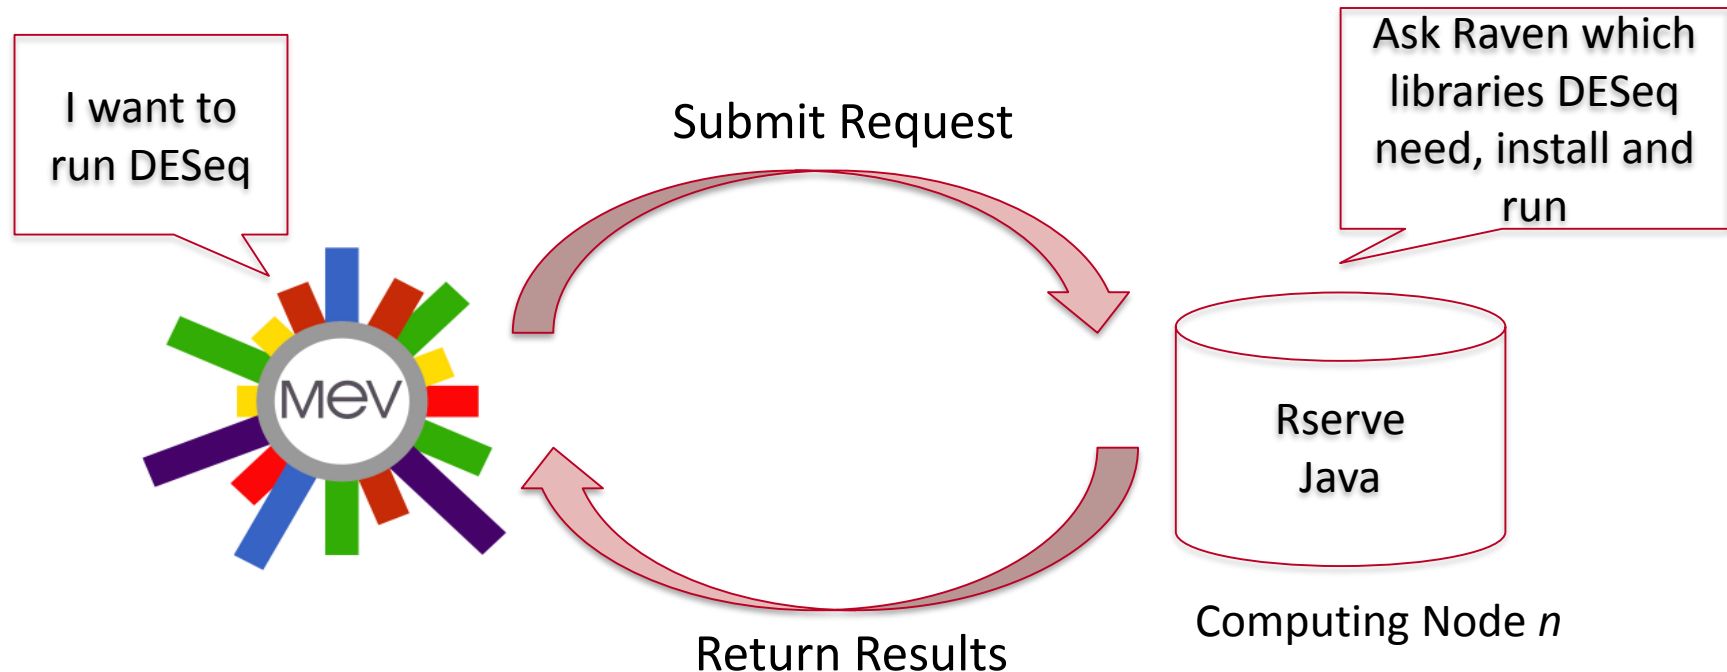 I want to
run DESeq
Submit Request
Ask Raven which
libraries DESeq
need, install and
run
MeV
Rserve
Java
Return Results
Computing Node n